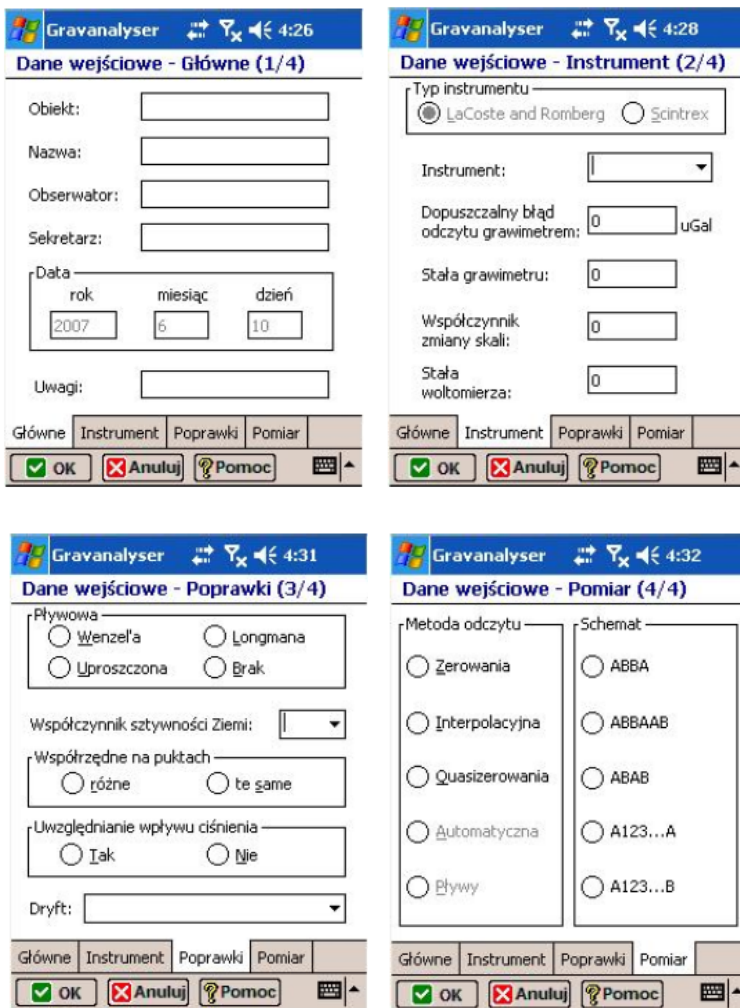 Gravanalyser 4:26
Dane wejściowe - Główne (1/4)
Obiekt:
Nazwa:
Obserwator:
Sekretarz:
Data
rok miesiąc dzień
2007 6 10
Uwagi:
Główne Instrument Poprawki Pomiar
OK Anuluj Pomoc
Gravanalyser 4:28
Dane wejściowe - Instrument (2/4)
Typ instrumentu
LaCoste and Romberg Scintrex
Instrument:
Dopuszczalny błąd
odczytu grawimetrem: 0 uGal
Stała grawimetru: 0
Współczynnik
zmiany skali: 0
Stała
woltomierza: 0
Główne Instrument Poprawki Pomiar
OK Anuluj Pomoc
Gravanalyser 4:31
Dane wejściowe - Poprawki (3/4)
Pływowa
Wenzel'a Longmana
Uproszczona Brak
Współczynnik sztywności Ziemi:
Współrzędne na puktach
różne te same
Uwzględnianie wpływu ciśnienia
Tak Nie
Dryft:
Główne Instrument Poprawki Pomiar
OK Anuluj Pomoc
Gravanalyser 4:32
Dane wejściowe - Pomiar (4/4)
Metoda odczytu Schemat
Zerowania ABBA
Interpolacyjna ABBAAB
Quasizerowania ABAB
Automatyczna A123...A
Pływy A123...B
Główne Instrument Poprawki Pomiar
OK Anuluj Pomoc